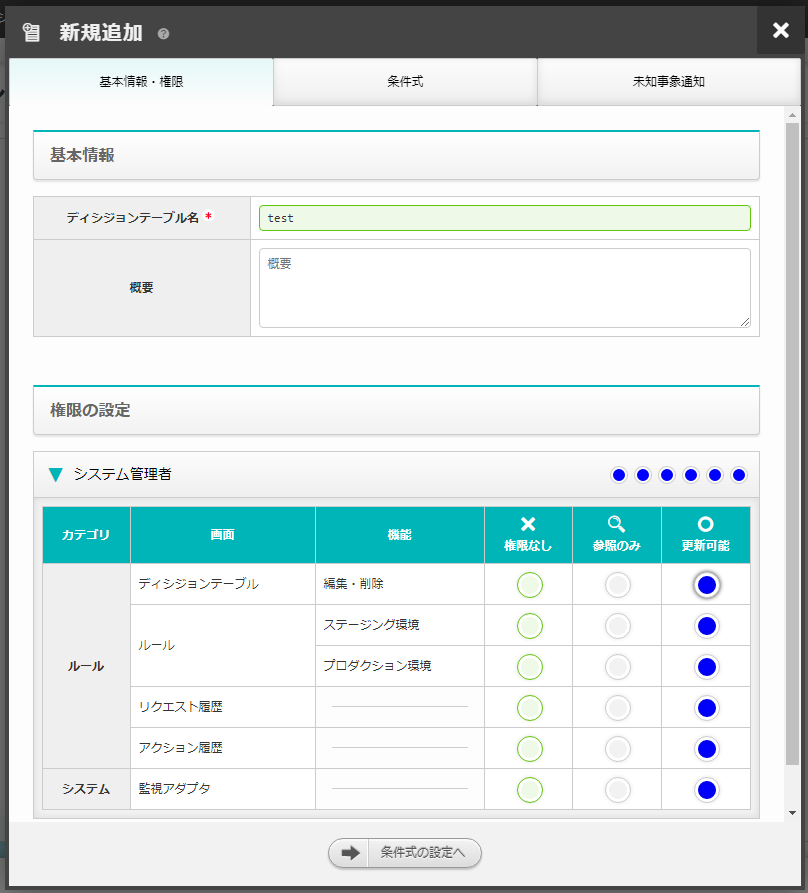 新規追加 ?
基本情報・権限 条件式 未知事象通知
基本情報
ディシジョンテーブル名 * test
概要 概要
権限の設定
システム管理者
カテゴリ 画面 機能 権限なし 参照のみ 更新可能
ルール ディシジョンテーブル 編集・削除
ルール ステージング環境
プロダクション環境
リクエスト履歴
アクション履歴
システム 監視アダプタ
条件式の設定へ